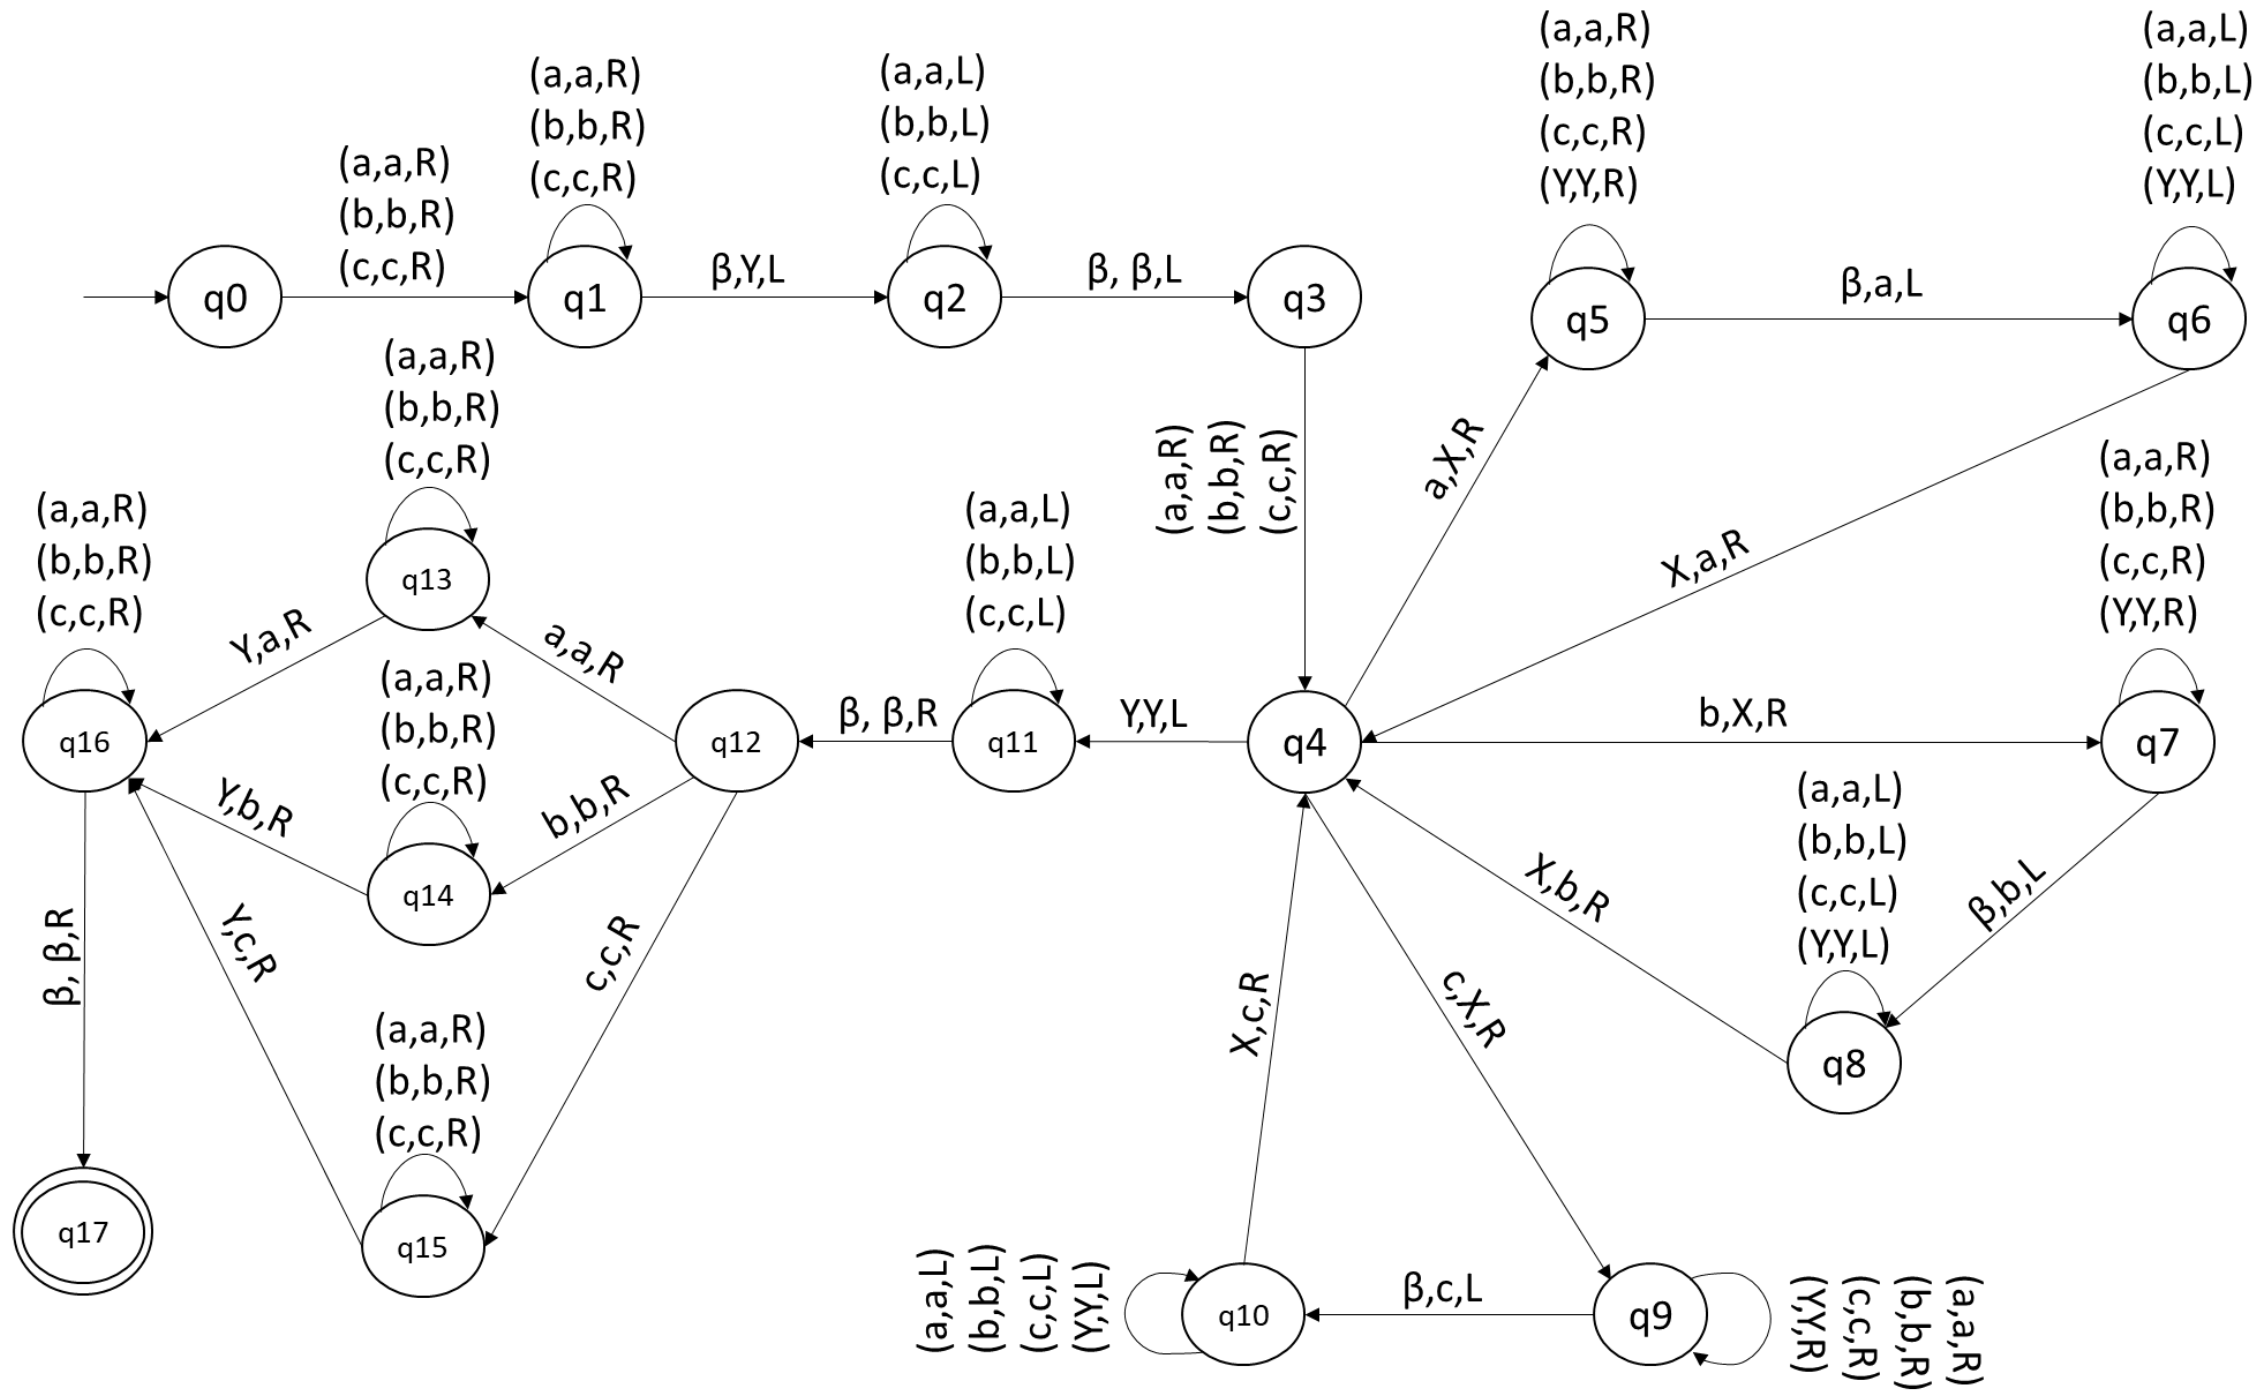 (a,a,R)
(b,b,R)
(c,c,R)
(a,a,R)
(b,b,R)
(c,c,R)
(a,a,L)
(b,b,L)
(c,c,L)
q0
q1
β,Y,L
q2
β, β,L
q3
(a,a,R)
(b,b,R)
(c,c,R)
(Y,Y,R)
q5
β,a,L
(a,a,L)
(b,b,L)
(c,c,L)
(Y,Y,L)
q6
(a,a,R)
(b,b,R)
(c,c,R)
a,X,R
X,a,R
(a,a,R)
(b,b,R)
(c,c,R)
q13
(a,a,R)
(b,b,R)
(c,c,R)
q16
Y,a,R
a,a,R
(a,a,R)
(b,b,R)
(c,c,R)
q14
Y,b,R
b,b,R
q12
β, β,R
(a,a,L)
(b,b,L)
(c,c,L)
q11
Y,Y,L
q4
b,X,R
(a,a,R)
(b,b,R)
(c,c,R)
(Y,Y,R)
q7
(a,a,L)
(b,b,L)
(c,c,L)
(Y,Y,L)
q8
β,b,L
X,b,R
β, β,R
Y,c,R
c,c,R
(a,a,R)
(b,b,R)
(c,c,R)
q15
q17
X,c,R
c,X,R
(a,a,L)
(b,b,L)
(c,c,L)
(Y,Y,L)
q10
β,c,L
q9
(a,a,R)
(b,b,R)
(c,c,R)
(Y,Y,R)